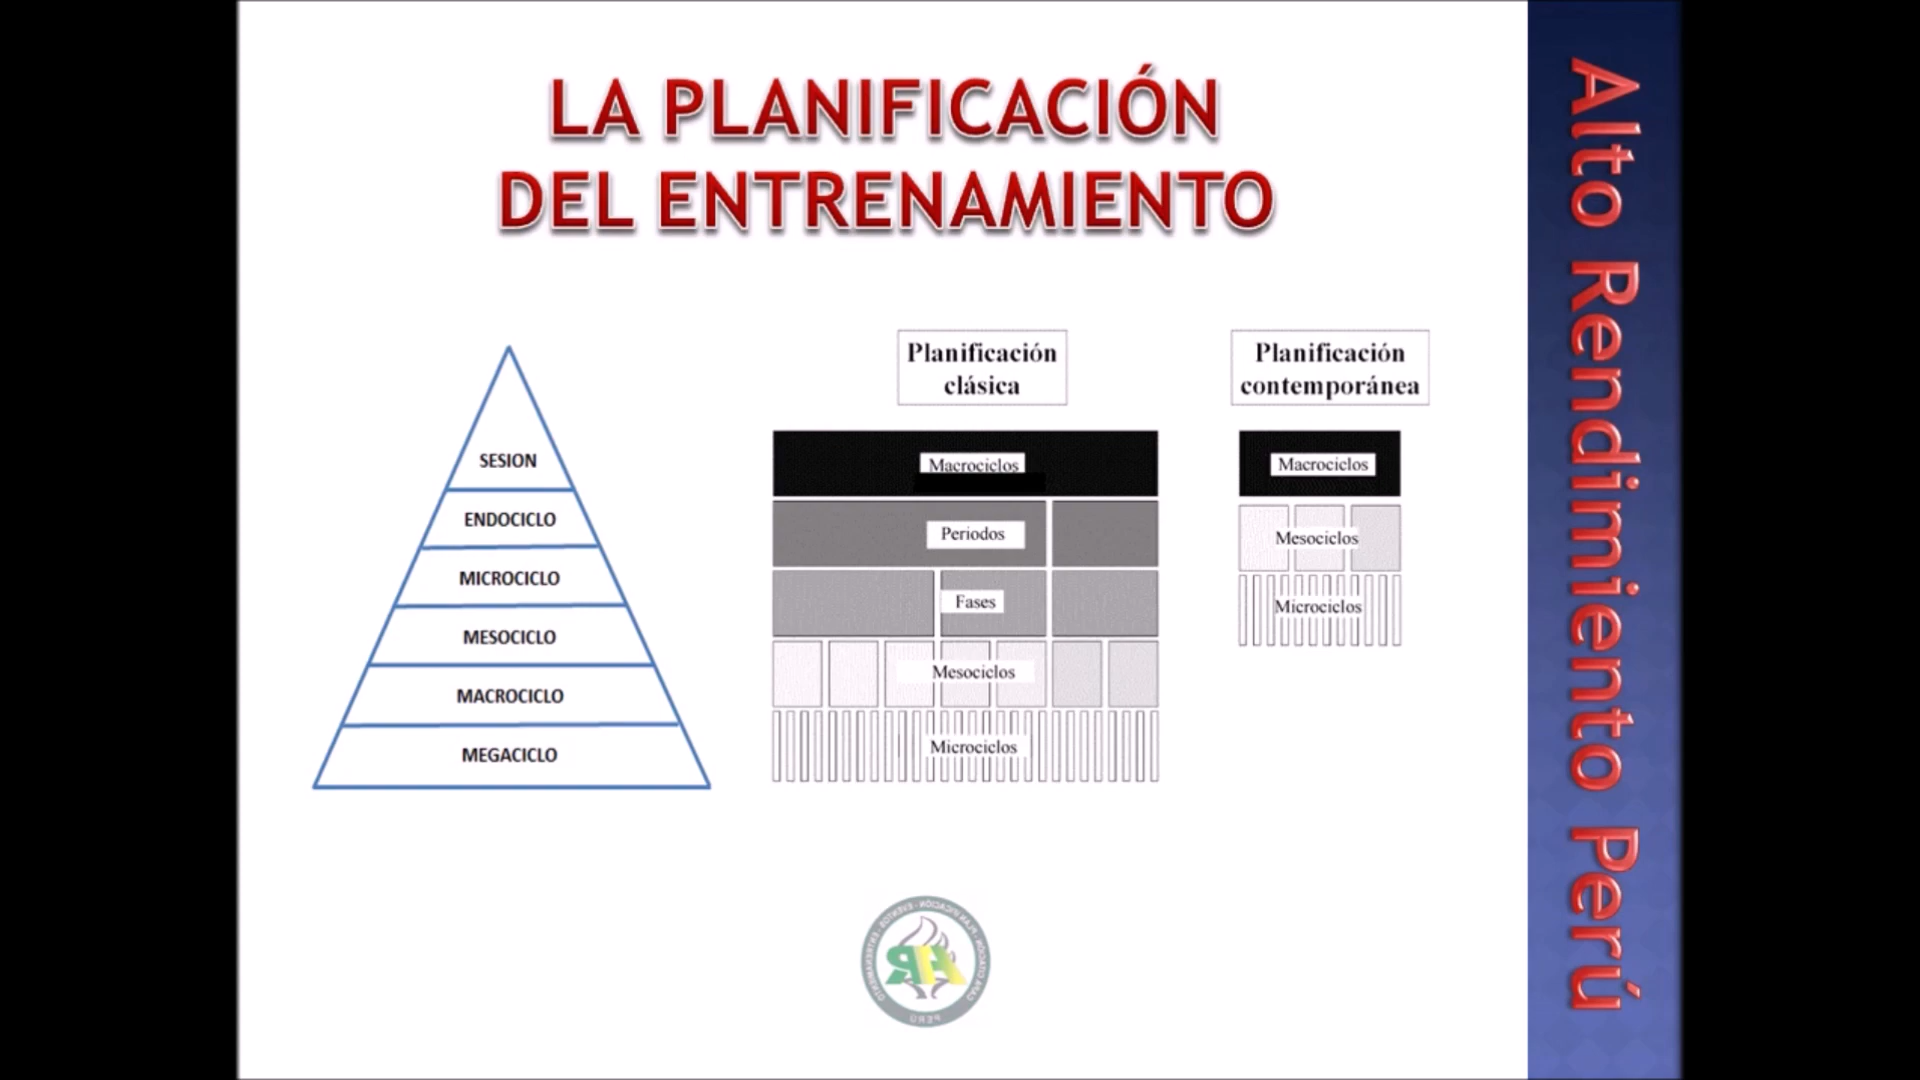 LA PLANIFICACIÓN
DEL ENTRENAMIENTO
SESION
ENDOCICLO
MICROCICLO
MESOCICLO
MACROCICLO
MEGACICLO
Planificación
clásica
Macrociclos
Periodos
Fases
Mesociclos
Microciclos
Planificación
contemporánea
Macrociclos
Mesociclos
Microciclos
PERÚ
Alto Rendimiento Perú